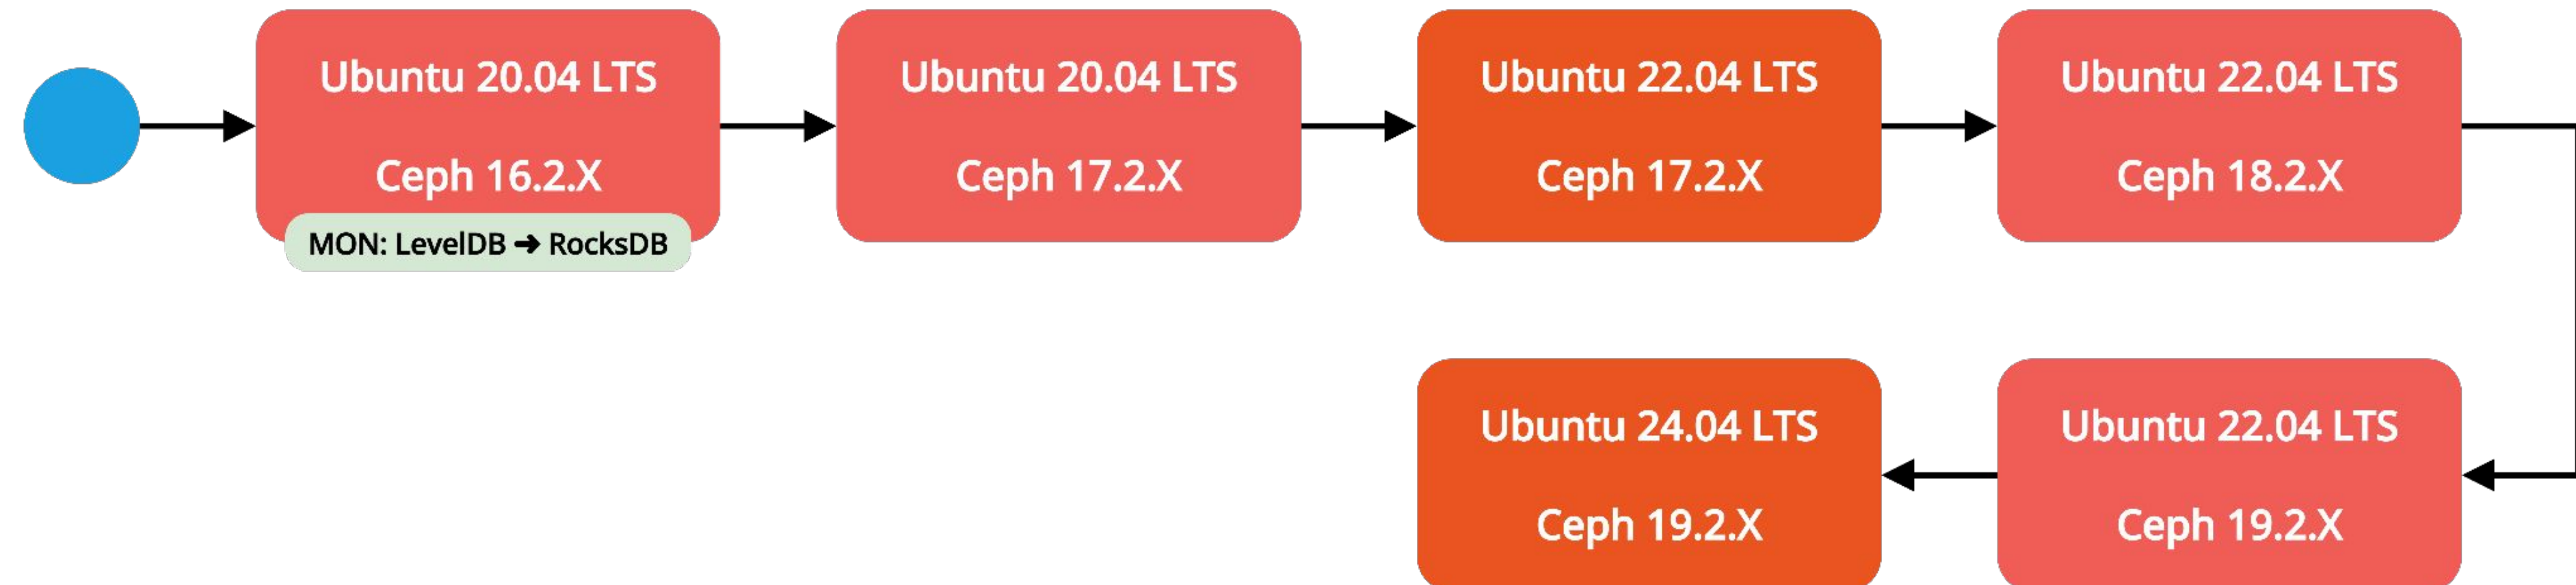 Ubuntu 20.04 LTS
Ceph 16.2.X
MON: LevelDB ➜ RocksDB
Ubuntu 20.04 LTS
Ceph 17.2.X
Ubuntu 22.04 LTS
Ceph 17.2.X
Ubuntu 22.04 LTS
Ceph 18.2.X
Ubuntu 22.04 LTS
Ceph 19.2.X
Ubuntu 24.04 LTS
Ceph 19.2.X